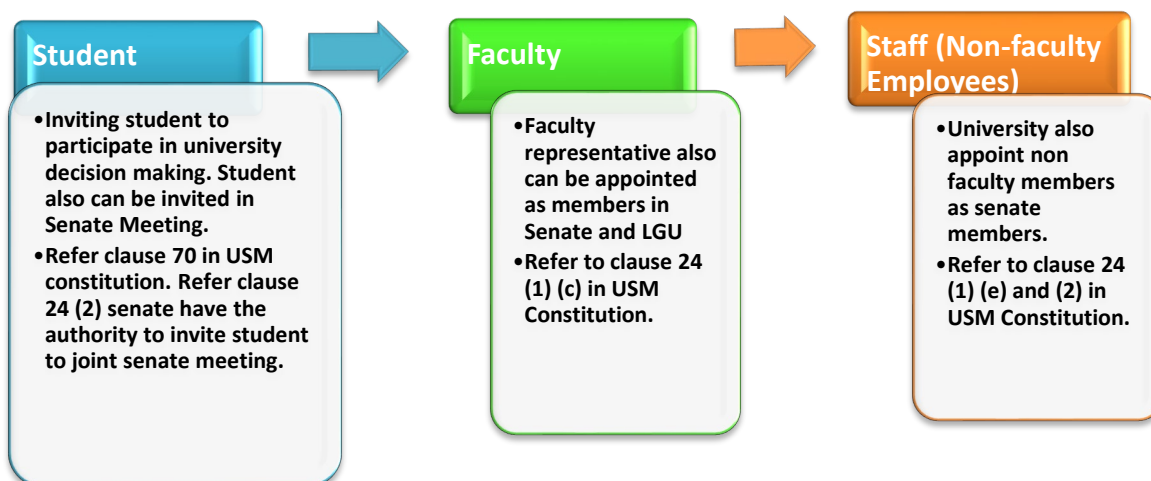 Student
•Inviting student to
participate in university
decision making. Student
also can be invited in
Senate Meeting.
•Refer clause 70 in USM
constitution. Refer clause
24 (2) senate have the
authority to invite student
to joint senate meeting.
Faculty
•Faculty
representative also
can be appointed
as members in
Senate and LGU
•Refer to clause 24
(1) (c) in USM
Constitution.
Staff (Non-faculty
Employees)
•University also
appoint non
faculty members
as senate
members.
•Refer to clause 24
(1) (e) and (2) in
USM Constitution.